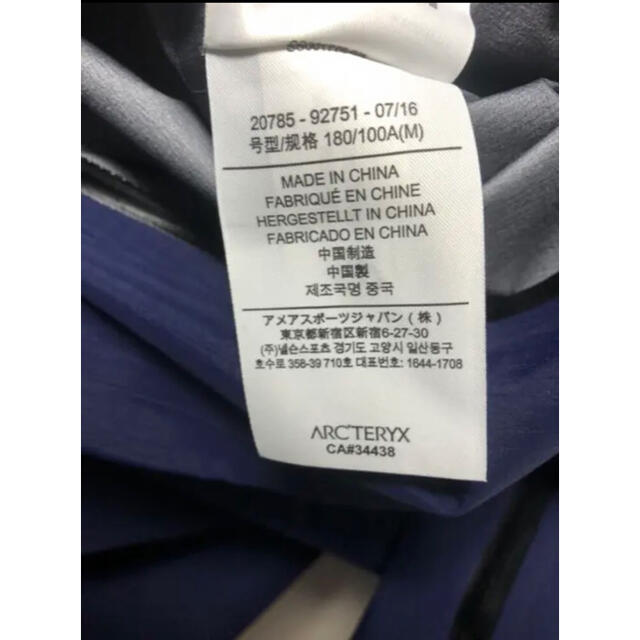 20785 - 92751 - 07/16
号型/规格 180/100A(M)
MADE IN CHINA
FABRIQUÉ EN CHINE
HERGESTELLT IN CHINA
FABRICADO EN CHINA
中国制造
中国製
제조국명 중국
アメアスポーツジャパン (株)
東京都新宿区新宿6-27-30
(주)넬슨스포츠 경기도 고양시 일산동구
호수로 358-39 710호 대표번호: 1644-1708
ARC'TERYX
CA#34438